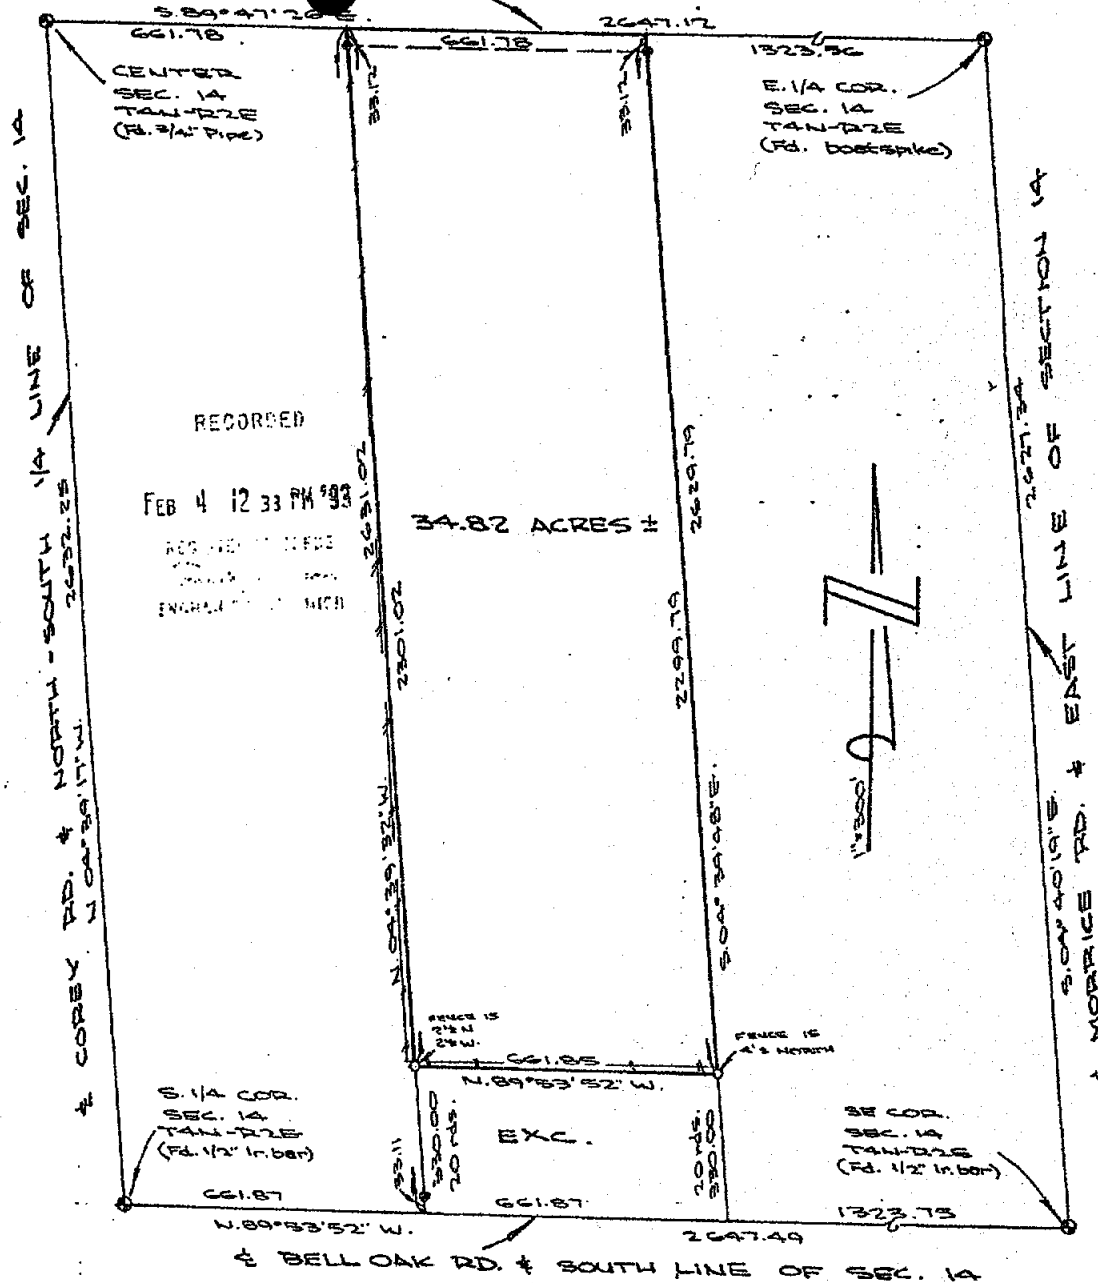 S.89°47'20"E.
2647.12
661.78
661.78
1323.56
CENTER
SEC. 14
T4N-R2E
(Fd. 3/4" Pipe)
33.12
33.12
E. 1/4 COR.
SEC. 14
T4N-R2E
(Fd. boatspike)
℄ COREY RD. & NORTH-SOUTH 1/4 LINE OF SEC. 14
N 04°39'17"W.
2632.25
RECORDED
FEB 4 12 33 PM '93
2631.02
2301.02
N.04°39'32"W.
34.82 ACRES ±
2629.79
2299.79
S.04°39'48"E.
1"=300'
2627.34
S.04°40'19"E.
MORRICE RD. & EAST LINE OF SECTION 14
FENCE IS
2'± N
2'± W.
FENCE IS
4'± NORTH
661.85
N.89°53'52"W.
S. 1/4 COR.
SEC. 14
T4N-R2E
(Fd. 1/2" Ir. bar)
33.11
330.00
20 rds.
EXC.
20 rds.
330.00
SE COR.
SEC. 14
T4N-R2E
(Fd. 1/2" Ir. bar)
661.87
661.87
1323.75
N.89°53'52"W.
2647.49
℄ BELL OAK RD. & SOUTH LINE OF SEC. 14